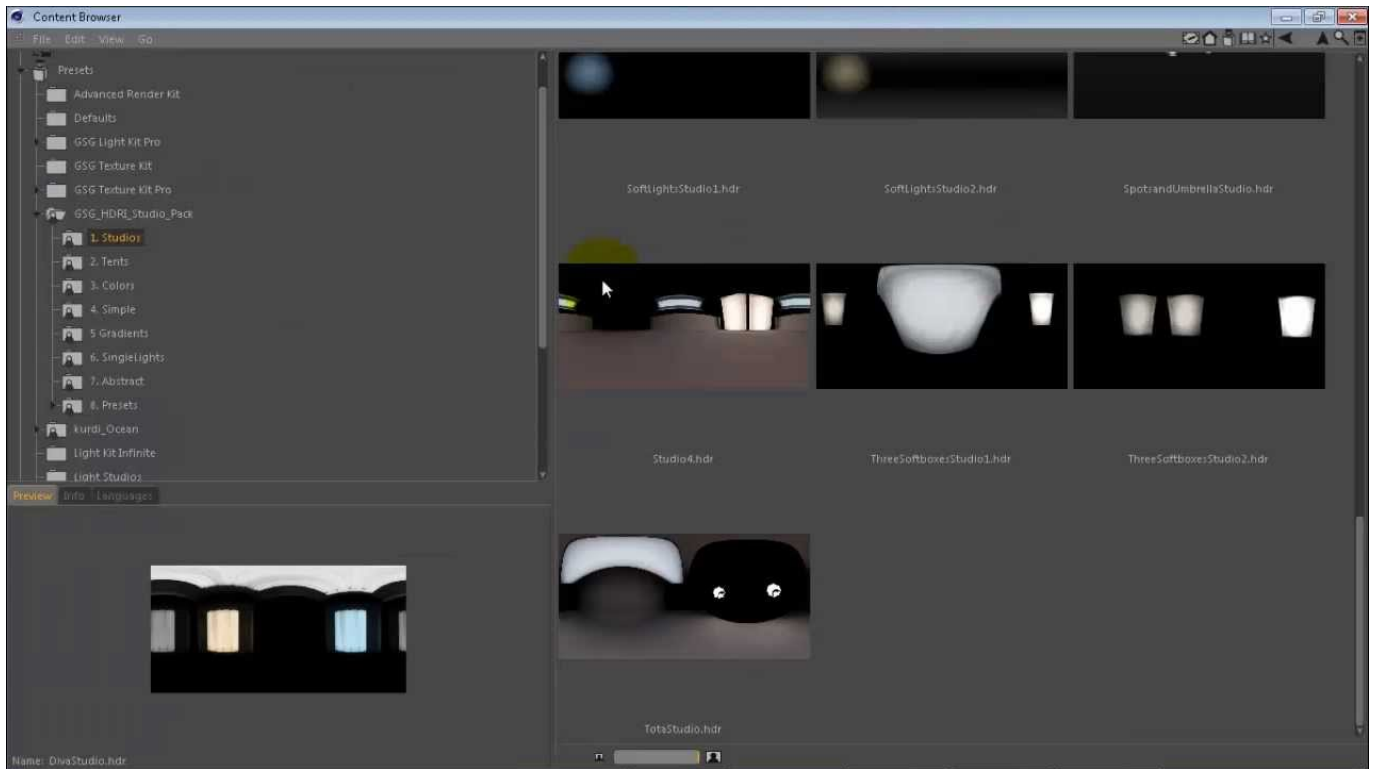 Content Browser
File Edit View Go
Presets
Advanced Render Kit
Defaults
GSG Light Kit Pro
GSG Texture Kit
GSG Texture Kit Pro
GSG_HDRI_Studio_Pack
1. Studios
2. Tents
3. Colors
4. Simple
5 Gradients
6. SingleLights
7. Abstract
8. Presets
kurdi_Ocean
Light Kit Infinite
Light Studios
Preview Info Languages
Name: DivaStudio.hdr
SoftLightsStudio1.hdr SoftLightsStudio2.hdr SpotsandUmbrellaStudio.hdr
Studio4.hdr ThreeSoftboxesStudio1.hdr ThreeSoftboxesStudio2.hdr
TotaStudio.hdr